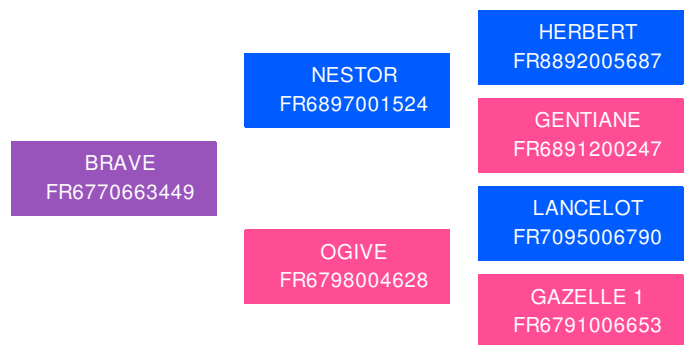 HERBERT
FR8892005687
NESTOR
FR6897001524
GENTIANE
FR6891200247
BRAVE
FR6770663449
LANCELOT
FR7095006790
OGIVE
FR6798004628
GAZELLE 1
FR6791006653